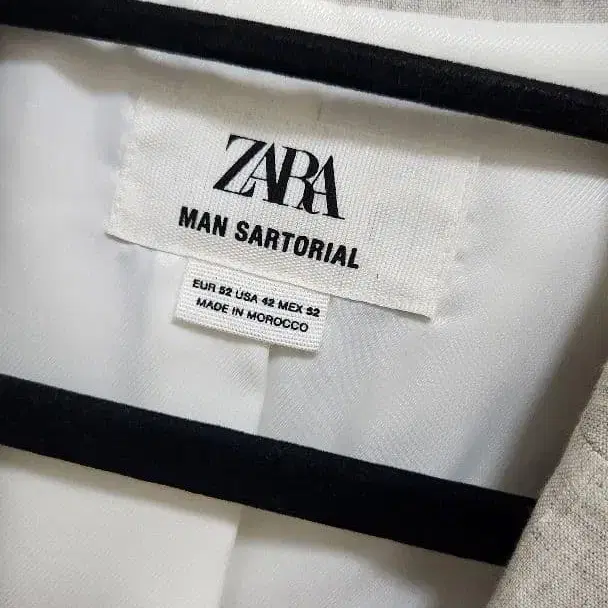 ZARA
MAN SARTORIAL
EUR 52 USA 42 MEX 52
MADE IN MOROCCO